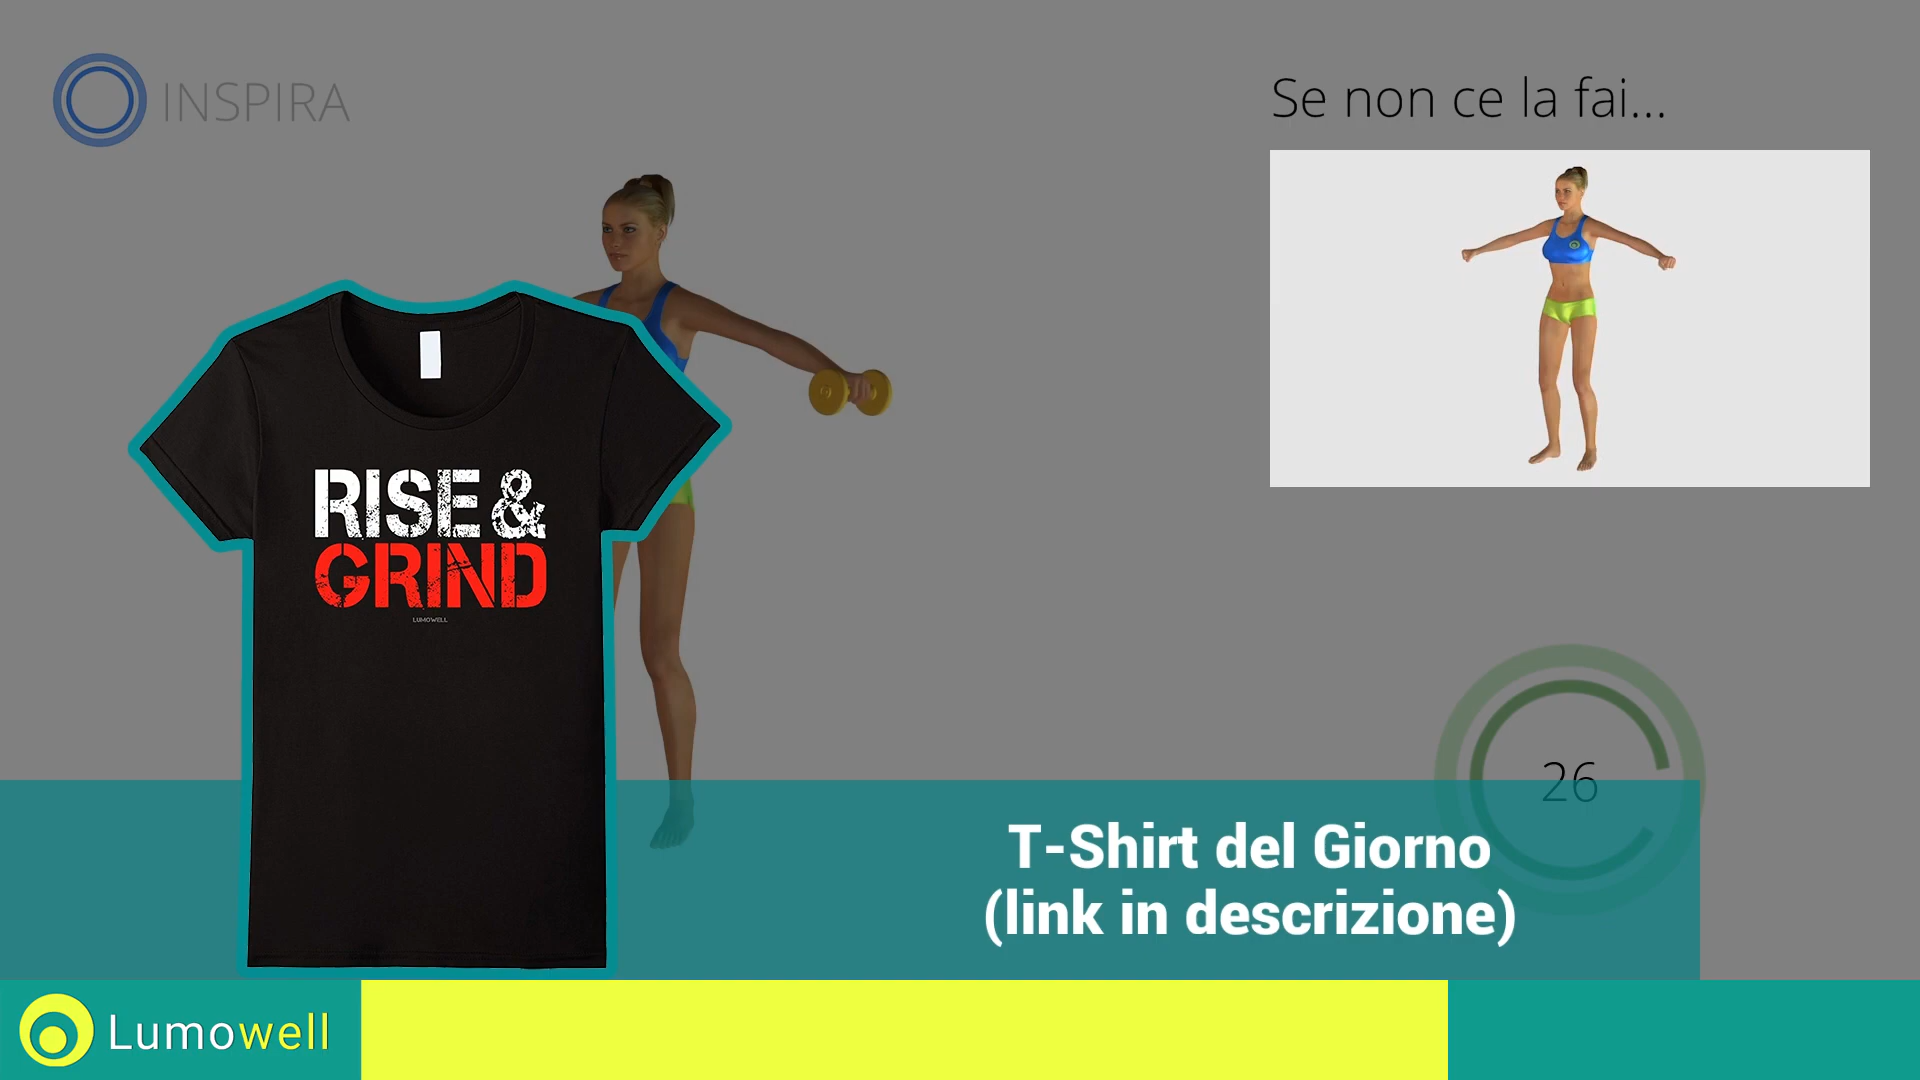 INSPIRA
Se non ce la fai...
RISE &
GRIND
LUMOWELL
26
T-Shirt del Giorno
(link in descrizione)
Lumowell